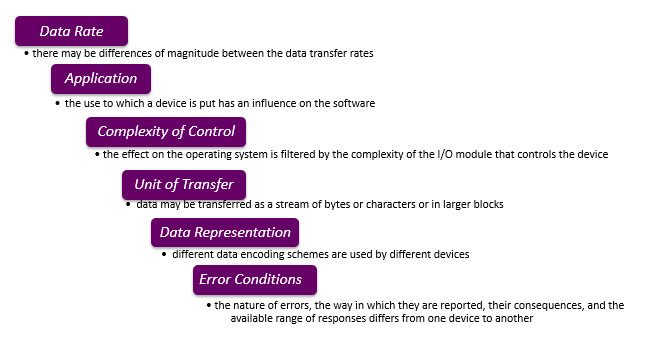 Data Rate
• there may be differences of magnitude between the data transfer rates
Application
• the use to which a device is put has an influence on the software
Complexity of Control
• the effect on the operating system is filtered by the complexity of the I/O module that controls the device
Unit of Transfer
• data may be transferred as a stream of bytes or characters or in larger blocks
Data Representation
• different data encoding schemes are used by different devices
Error Conditions
• the nature of errors, the way in which they are reported, their consequences, and the
available range of responses differs from one device to another